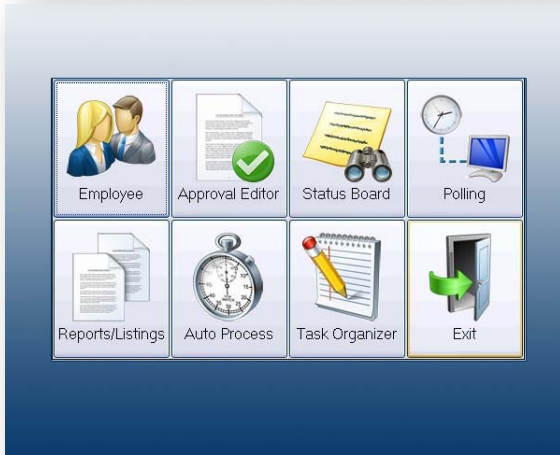 Employee
Approval Editor
Status Board
Polling
Reports/Listings
Auto Process
Task Organizer
Exit